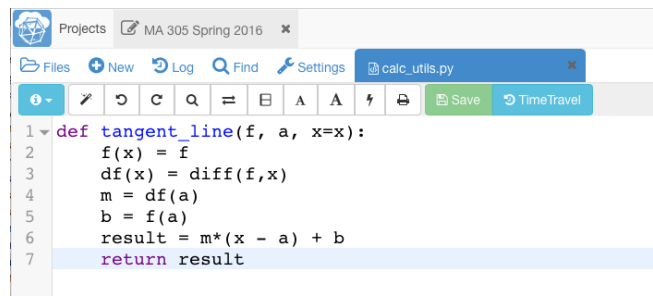 Projects MA 305 Spring 2016 ×
Files New Log Find Settings calc_utils.py ×
i A A Save TimeTravel
1 def tangent_line(f, a, x=x):
2     f(x) = f
3     df(x) = diff(f,x)
4     m = df(a)
5     b = f(a)
6     result = m*(x - a) + b
7     return result